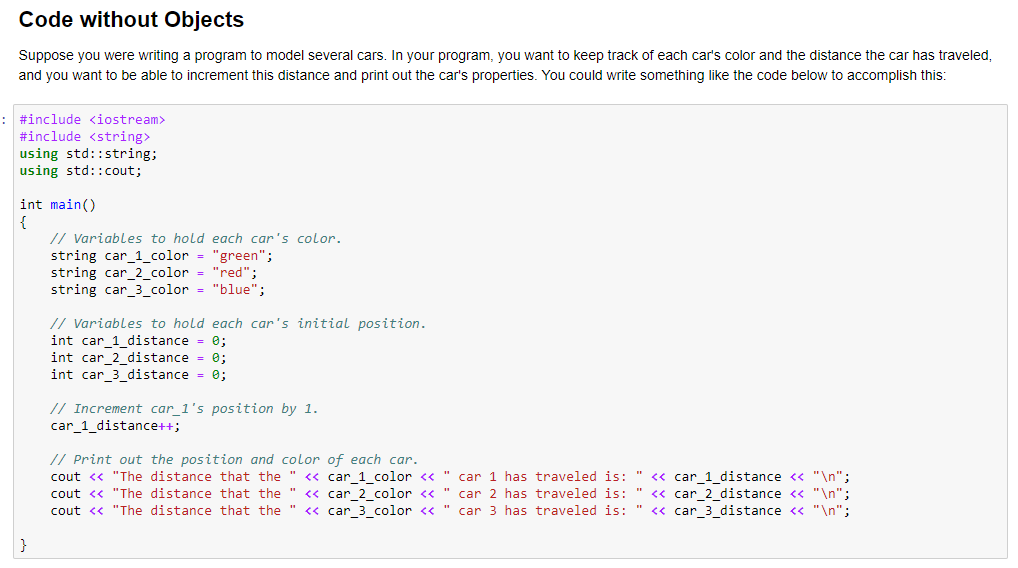 Code without Objects
Suppose you were writing a program to model several cars. In your program, you want to keep track of each car's color and the distance the car has traveled,
and you want to be able to increment this distance and print out the car's properties. You could write something like the code below to accomplish this:
: #include <iostream>
#include <string>
using std::string;
using std::cout;

int main()
{
    // Variables to hold each car's color.
    string car_1_color = "green";
    string car_2_color = "red";
    string car_3_color = "blue";

    // Variables to hold each car's initial position.
    int car_1_distance = 0;
    int car_2_distance = 0;
    int car_3_distance = 0;

    // Increment car_1's position by 1.
    car_1_distance++;

    // Print out the position and color of each car.
    cout << "The distance that the " << car_1_color << " car 1 has traveled is: " << car_1_distance << "\n";
    cout << "The distance that the " << car_2_color << " car 2 has traveled is: " << car_2_distance << "\n";
    cout << "The distance that the " << car_3_color << " car 3 has traveled is: " << car_3_distance << "\n";

}